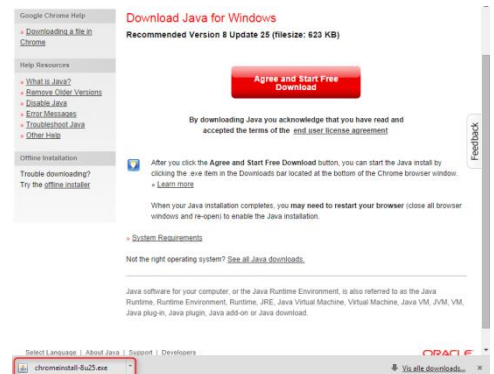 Google Chrome Help
» Downloading a file in
Chrome
Help Resources
» What is Java?
» Remove Older Versions
» Disable Java
» Error Messages
» Troubleshoot Java
» Other Help
Offline Installation
Trouble downloading?
Try the offline installer
Download Java for Windows
Recommended Version 8 Update 25 (filesize: 623 KB)
Agree and Start Free
Download
By downloading Java you acknowledge that you have read and
accepted the terms of the end user license agreement
After you click the Agree and Start Free Download button, you can start the Java install by
clicking the .exe item in the Downloads bar located at the bottom of the Chrome browser window.
» Learn more
When your Java installation completes, you may need to restart your browser (close all browser
windows and re-open) to enable the Java installation.
» System Requirements
Not the right operating system? See all Java downloads.
Java software for your computer, or the Java Runtime Environment, is also referred to as the Java
Runtime, Runtime Environment, Runtime, JRE, Java Virtual Machine, Virtual Machine, Java VM, JVM, VM,
Java plug-in, Java plugin, Java add-on or Java download.
Feedback
Select Language | About Java | Support | Developers
ORACLE
chromeinstall-8u25.exe
Vis alle downloads...